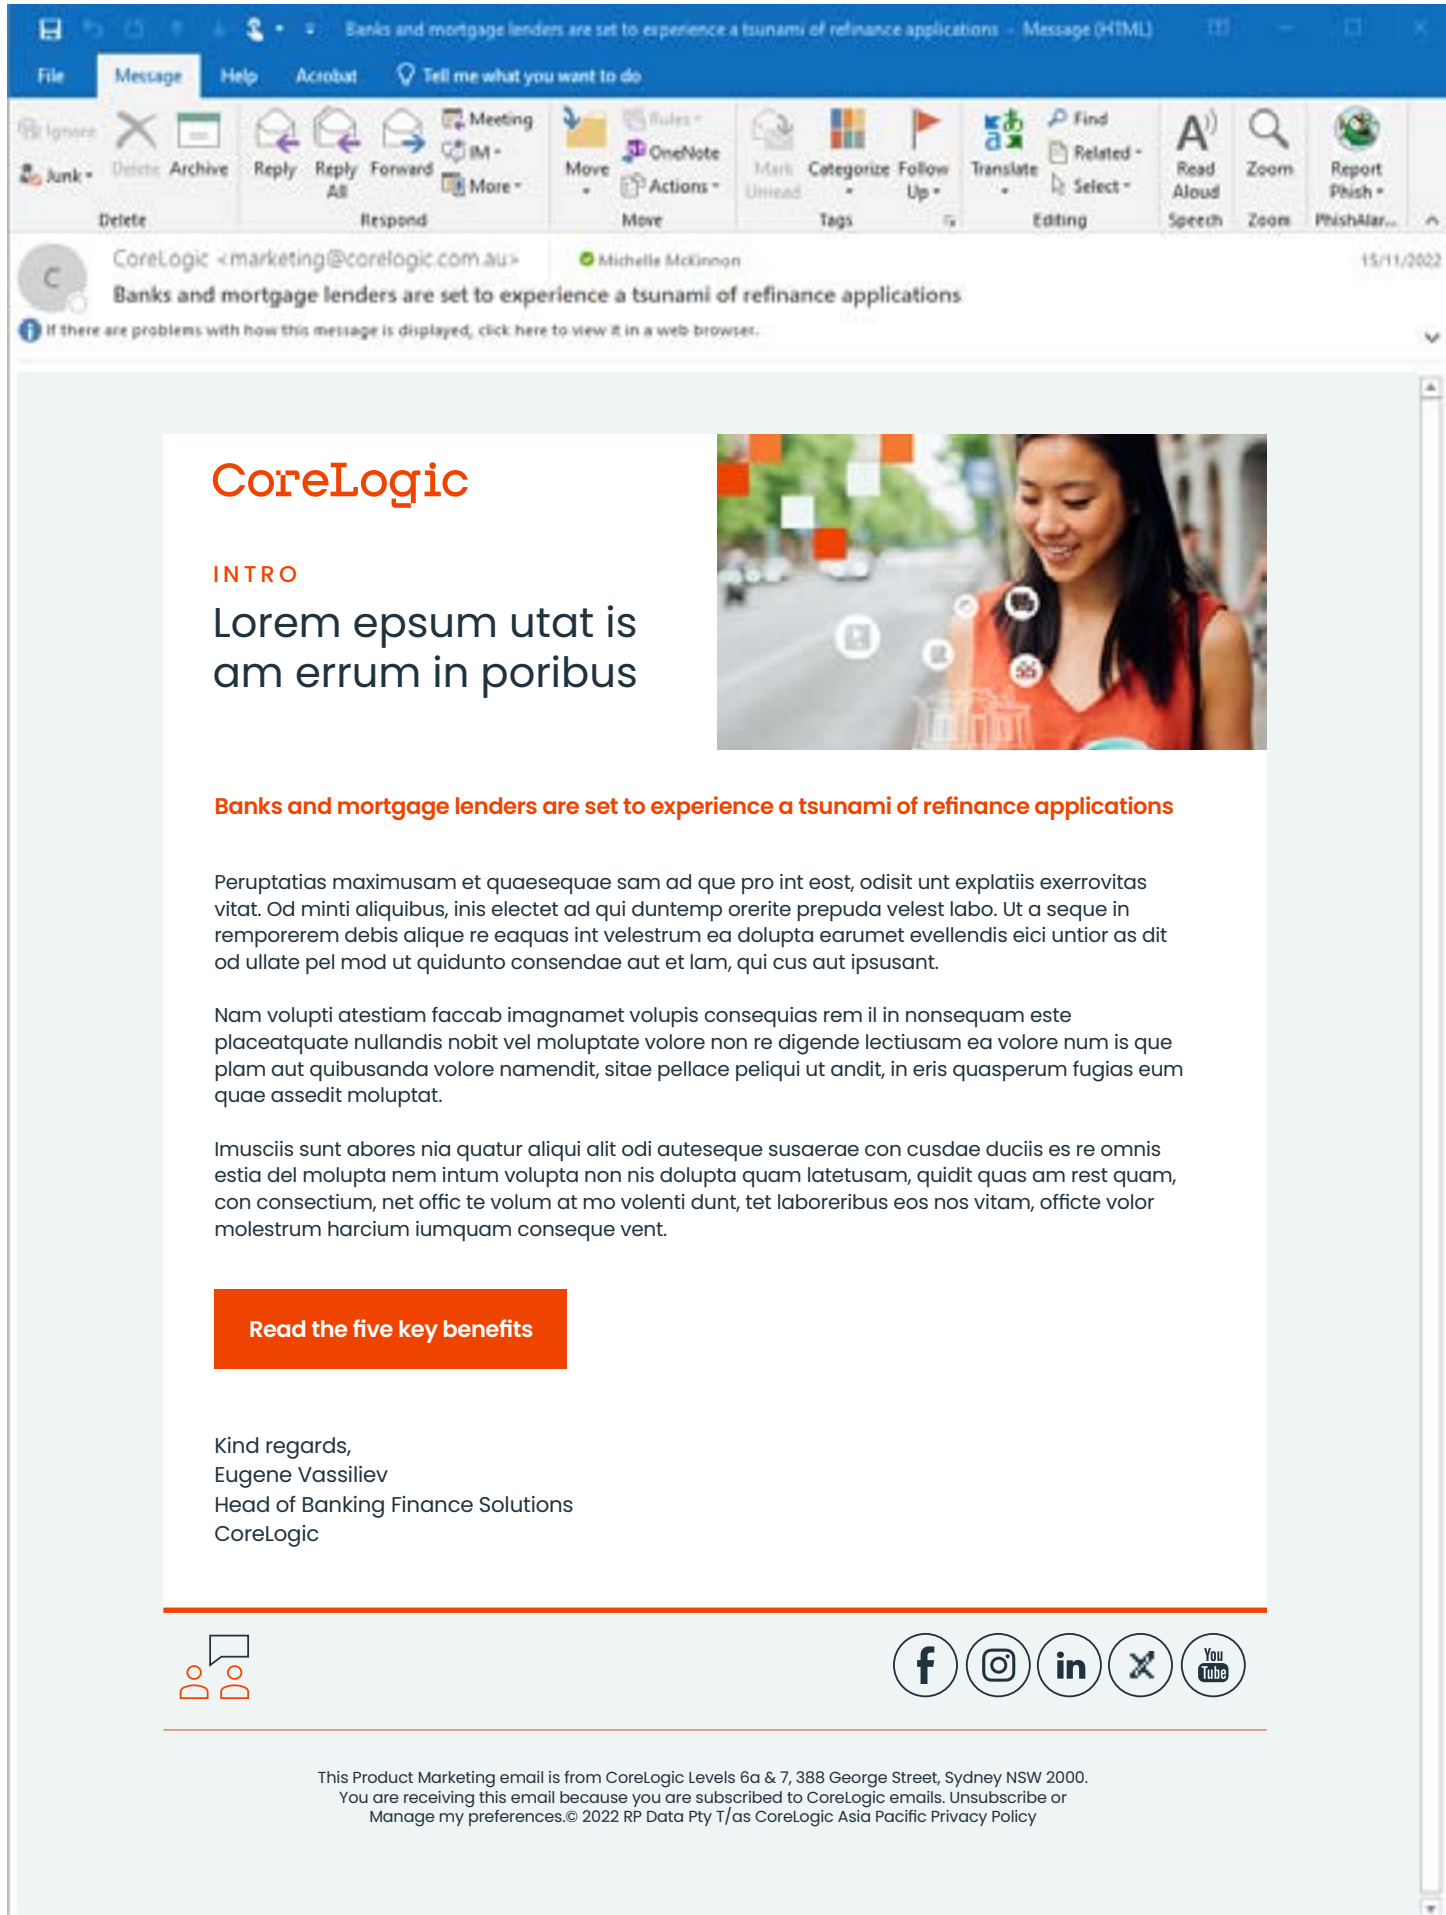 Banks and mortgage lenders are set to experience a tsunami of refinance applications - Message (HTML)
File Message Help Acrobat Tell me what you want to do
Ignore
Junk
Delete
Archive
Delete
Reply
Reply All
Forward
Meeting
IM
More
Respond
Move
Rules
OneNote
Actions
Move
Mark Unread
Categorize
Follow Up
Tags
Translate
Find
Related
Select
Editing
Read Aloud
Speech
Zoom
Zoom
Report Phish
PhishAlar...
C
CoreLogic <marketing@corelogic.com.au> Michelle McKinnon 15/11/2022
Banks and mortgage lenders are set to experience a tsunami of refinance applications
If there are problems with how this message is displayed, click here to view it in a web browser.
CoreLogic
INTRO
Lorem epsum utat is
am errum in poribus
Banks and mortgage lenders are set to experience a tsunami of refinance applications
Peruptatias maximusam et quaesequae sam ad que pro int eost, odisit unt explatiis exerrovitas
vitat. Od minti aliquibus, inis electet ad qui duntemp orerite prepuda velest labo. Ut a seque in
remporerem debis alique re eaquas int velestrum ea dolupta earumet evellendis eici untior as dit
od ullate pel mod ut quidunto consendae aut et lam, qui cus aut ipsusant.
Nam volupti atestiam faccab imagnamet volupis consequias rem il in nonsequam este
placeatquate nullandis nobit vel moluptate volore non re digende lectiusam ea volore num is que
plam aut quibusanda volore namendit, sitae pellace peliqui ut andit, in eris quasperum fugias eum
quae assedit moluptat.
Imusciis sunt abores nia quatur aliqui alit odi auteseque susaerae con cusdae duciis es re omnis
estia del molupta nem intum volupta non nis dolupta quam latetusam, quidit quas am rest quam,
con consectium, net offic te volum at mo volenti dunt, tet laboreribus eos nos vitam, officte volor
molestrum harcium iumquam conseque vent.
Read the five key benefits
Kind regards,
Eugene Vassiliev
Head of Banking Finance Solutions
CoreLogic
f in X You Tube
This Product Marketing email is from CoreLogic Levels 6a & 7, 388 George Street, Sydney NSW 2000.
You are receiving this email because you are subscribed to CoreLogic emails. Unsubscribe or
Manage my preferences.© 2022 RP Data Pty T/as CoreLogic Asia Pacific Privacy Policy